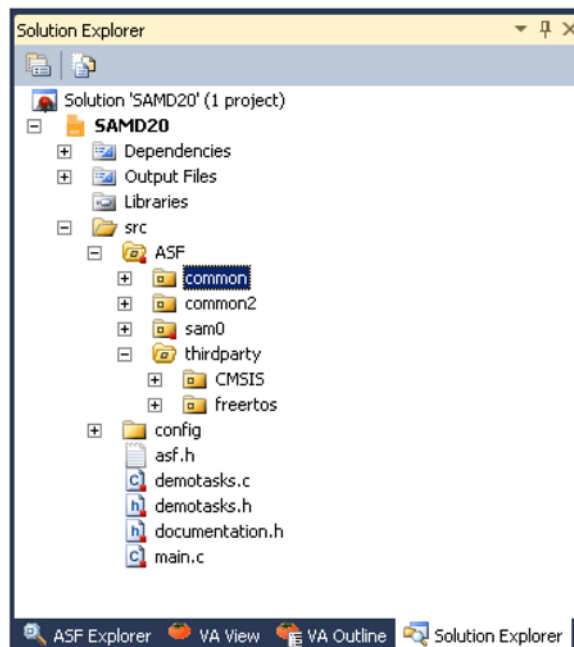 Solution Explorer
Solution 'SAMD20' (1 project)
SAMD20
Dependencies
Output Files
Libraries
src
ASF
common
common2
sam0
thirdparty
CMSIS
freertos
config
asf.h
demotasks.c
demotasks.h
documentation.h
main.c
ASF Explorer VA View VA Outline Solution Explorer